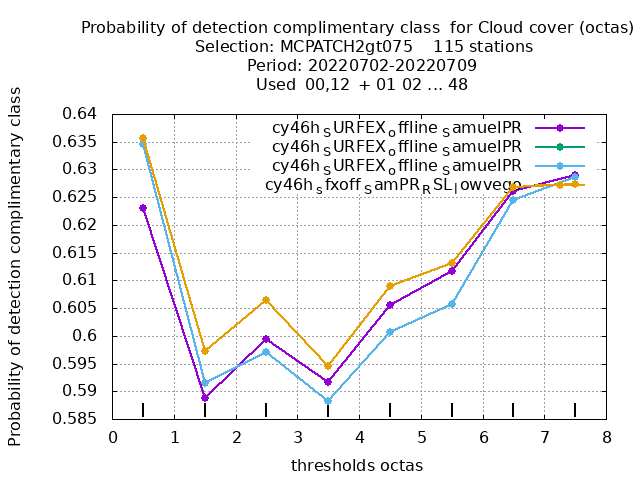 Probability of detection complimentary class  for Cloud cover (octas)
Selection: MCPATCH2gt075    115 stations
Period: 20220702-20220709
Used  00,12  + 01 02 ... 48
Probability of detection complimentary class
0.64
0.635
0.63
0.625
0.62
0.615
0.61
0.605
0.6
0.595
0.59
0.585
cy46h_SURFEX_offline_SamuelPR
cy46h_SURFEX_offline_SamuelPR
cy46h_SURFEX_offline_SamuelPR
cy46h_sfxoff_SamPR_RSL_lowvego
0 1 2 3 4 5 6 7 8
thresholds octas